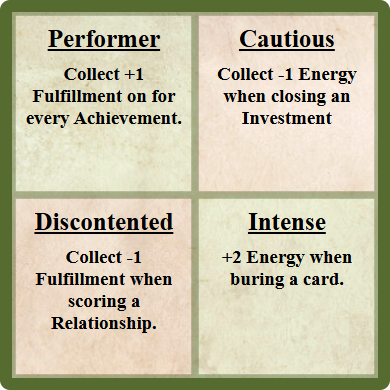 Performer
Collect +1
Fulfillment on for
every Achievement.
Cautious
Collect -1 Energy
when closing an
Investment
Discontented
Collect -1
Fulfillment when
scoring a
Relationship.
Intense
+2 Energy when
buring a card.